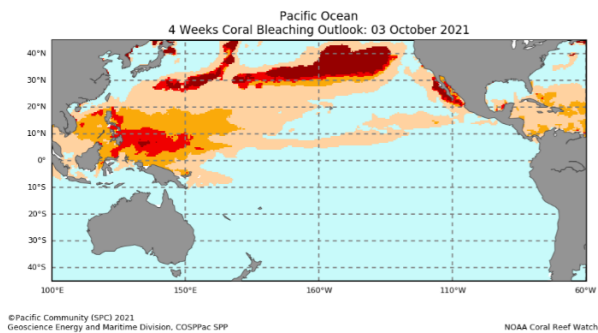 Pacific Ocean
4 Weeks Coral Bleaching Outlook: 03 October 2021
40°N
30°N
20°N
10°N
0°
10°S
20°S
30°S
40°S
100°E
150°E
160°W
110°W
60°W
©Pacific Community (SPC) 2021
Geoscience Energy and Maritime Division, COSPPac SPP
NOAA Coral Reef Watch